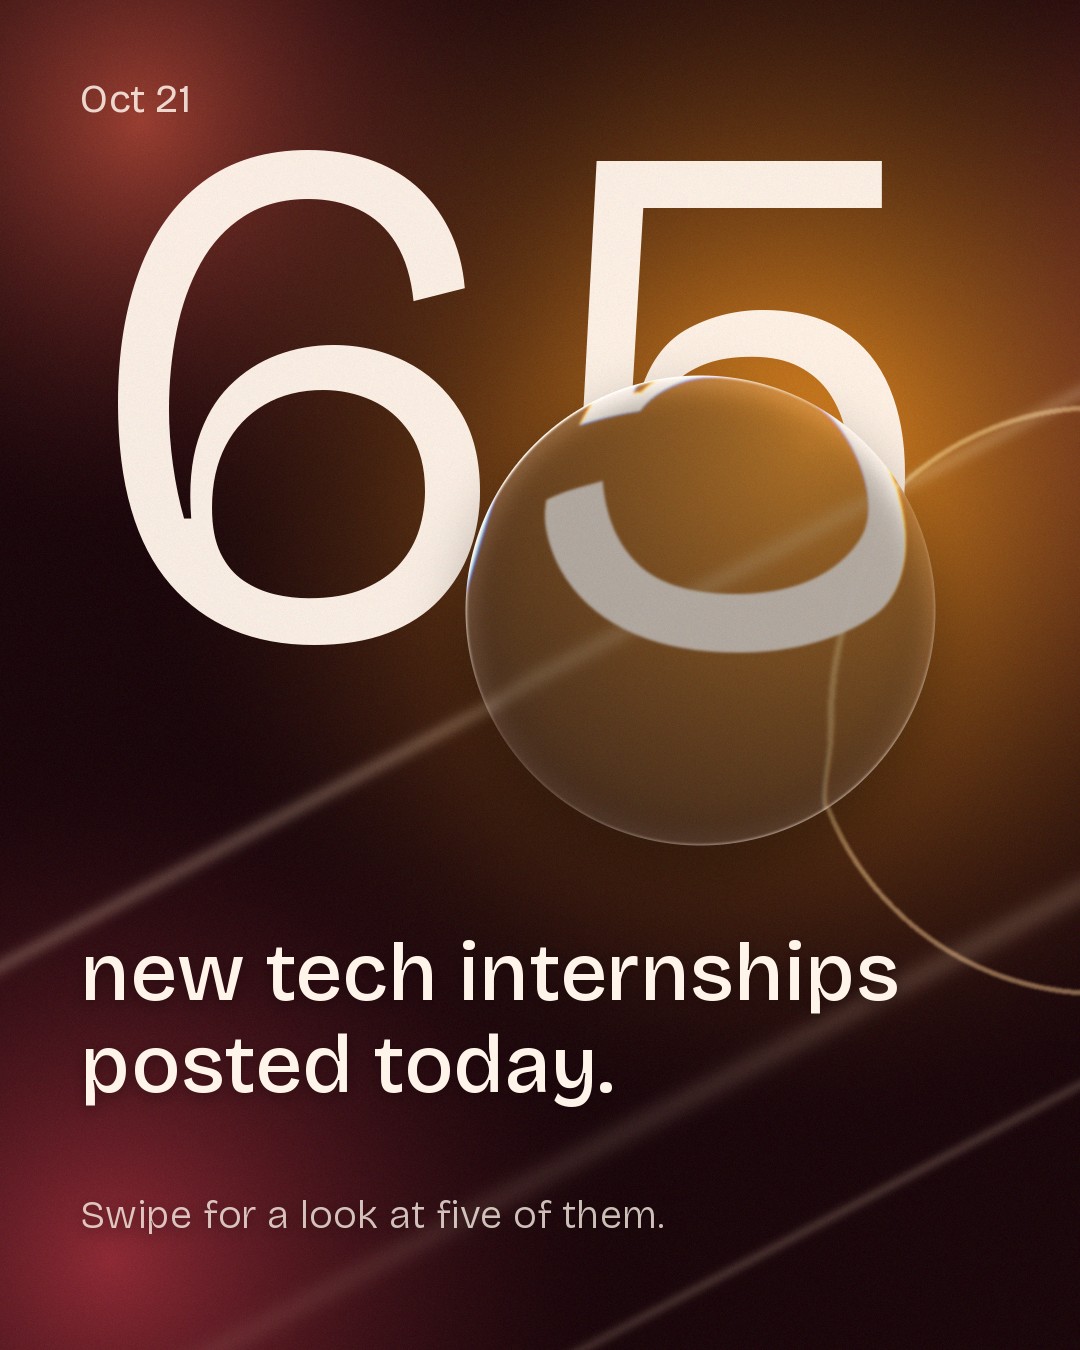 Oct 21
65
new tech internships
posted today.
Swipe for a look at five of them.